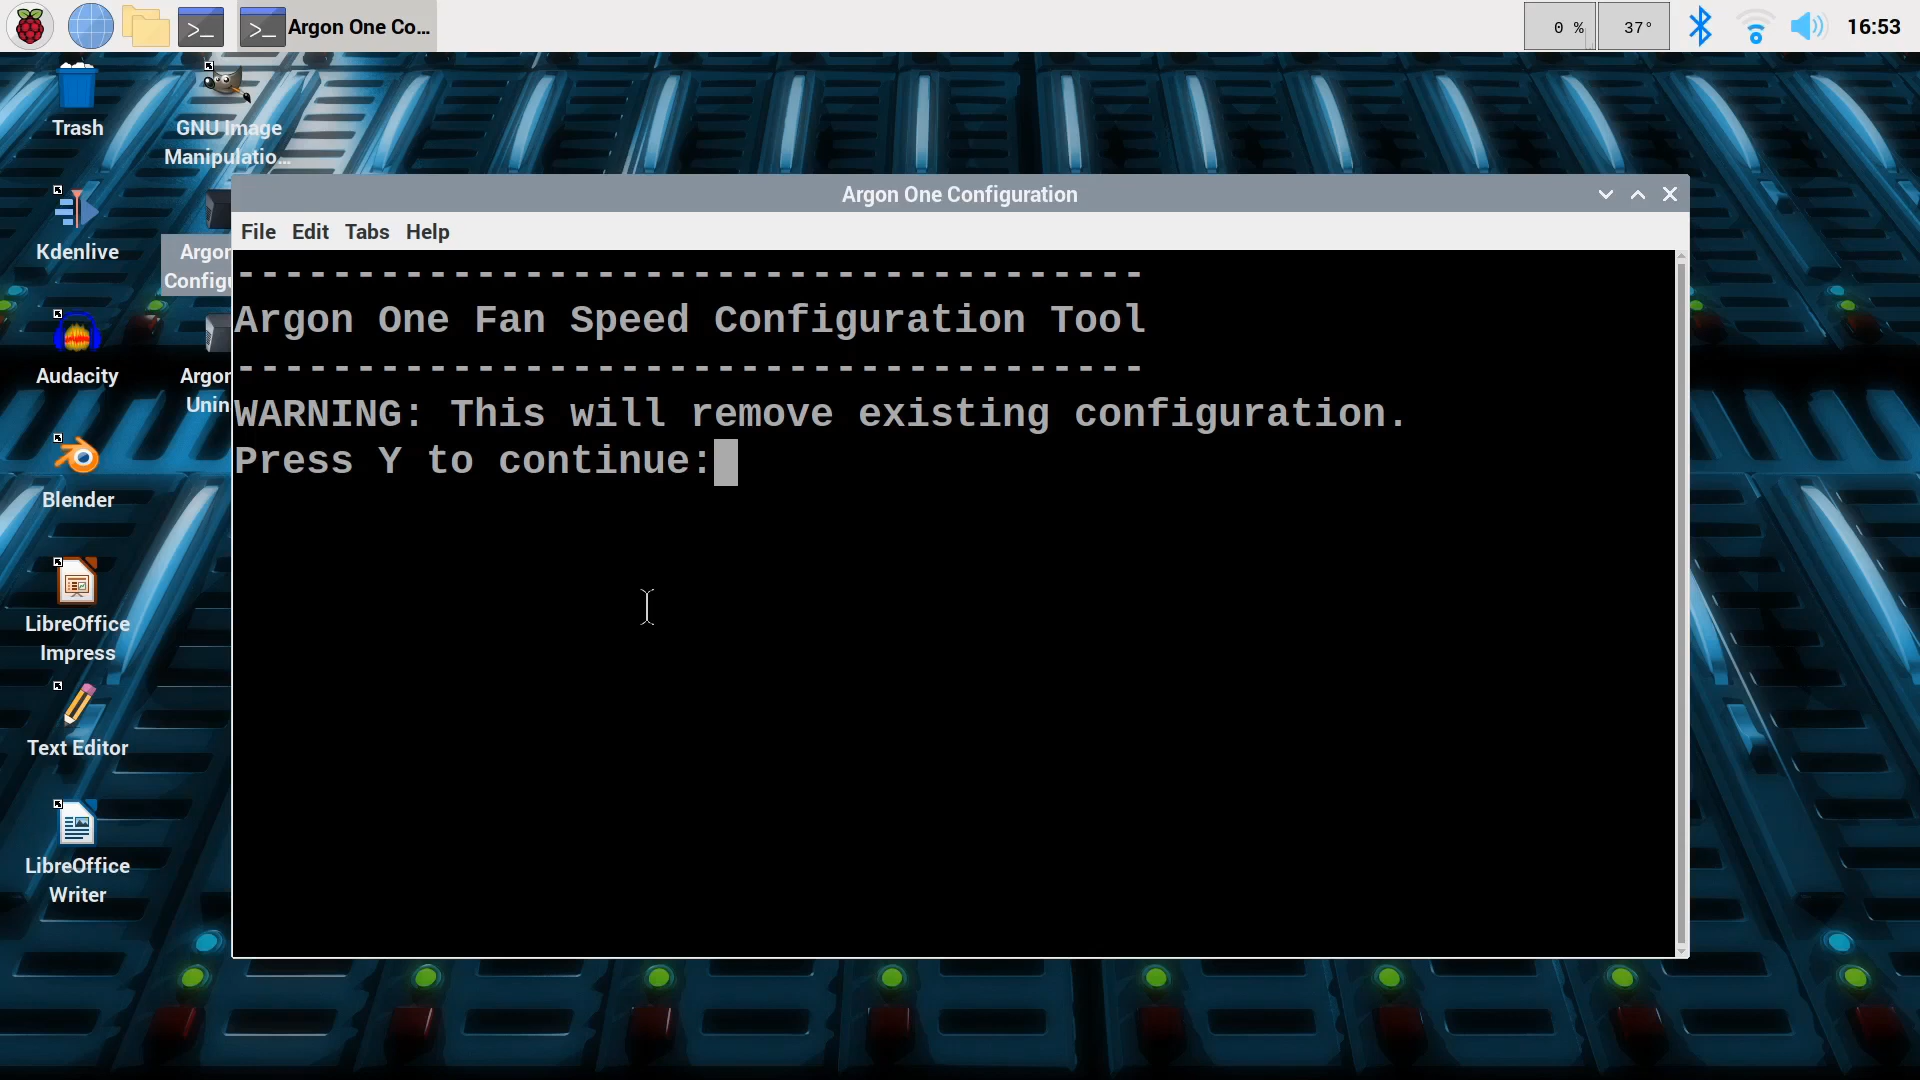 Argon One Co...
0 %
37°
16:53
Trash
GNU Image
Manipulatio...
Kdenlive
Argon
Config
Audacity
Argon
Unin
Blender
LibreOffice
Impress
Text Editor
LibreOffice
Writer
Argon One Configuration
File Edit Tabs Help
--------------------------------------
Argon One Fan Speed Configuration Tool
--------------------------------------
WARNING: This will remove existing configuration.
Press Y to continue: